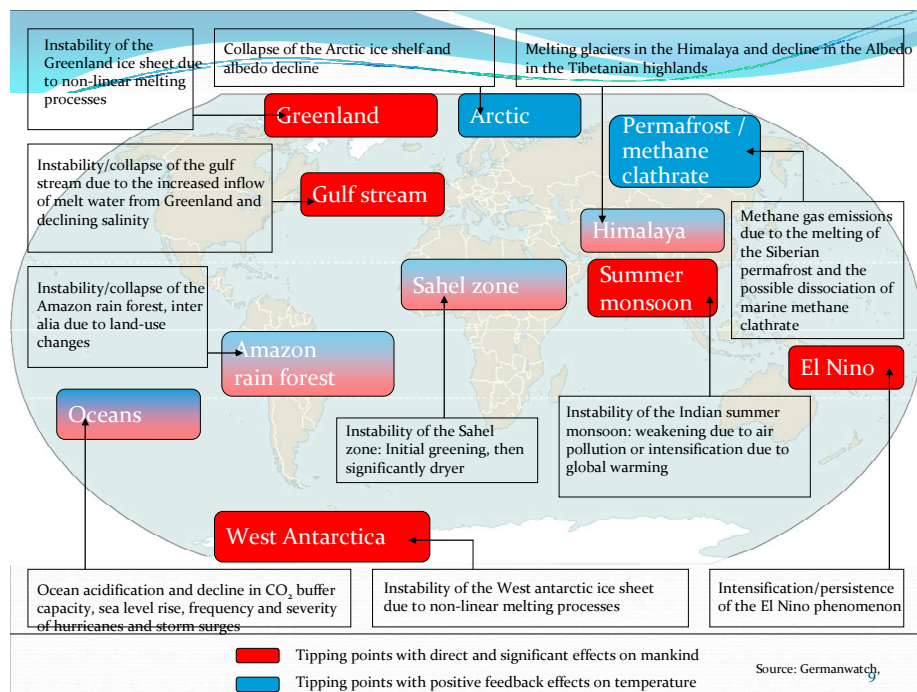 Instability of the
Greenland ice sheet due
to non-linear melting
processes
Collapse of the Arctic ice shelf and
albedo decline
Melting glaciers in the Himalaya and decline in the Albedo
in the Tibetanian highlands
Greenland
Arctic
Permafrost /
methane
clathrate
Instability/collapse of the gulf
stream due to the increased inflow
of melt water from Greenland and
declining salinity
Gulf stream
Himalaya
Methane gas emissions
due to the melting of
the Siberian
permafrost and the
possible dissociation of
marine methane
clathrate
Sahel zone
Summer
monsoon
Instability/collapse of the
Amazon rain forest, inter
alia due to land-use
changes
Amazon
rain forest
El Nino
Oceans
Instability of the Sahel
zone: Initial greening, then
significantly dryer
Instability of the Indian summer
monsoon: weakening due to air
pollution or intensification due to
global warming
West Antarctica
Ocean acidification and decline in CO₂ buffer
capacity, sea level rise, frequency and severity
of hurricanes and storm surges
Instability of the West antarctic ice sheet
due to non-linear melting processes
Intensification/persistence
of the El Nino phenomenon
Tipping points with direct and significant effects on mankind
Tipping points with positive feedback effects on temperature
Source: Germanwatch,
9